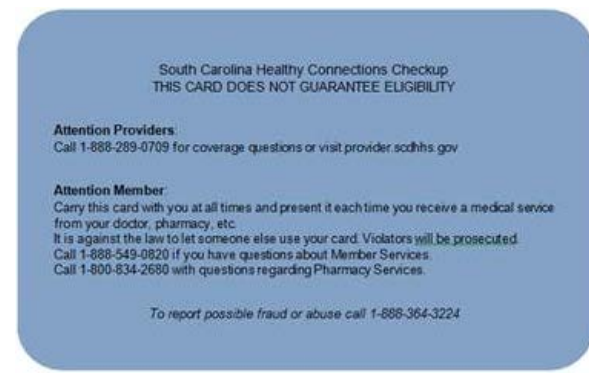 South Carolina Healthy Connections Checkup
THIS CARD DOES NOT GUARANTEE ELIGIBILITY
Attention Providers:
Call 1-888-289-0709 for coverage questions or visit provider.scdhhs.gov
Attention Member:
Carry this card with you at all times and present it each time you receive a medical service
from your doctor, pharmacy, etc.
It is against the law to let someone else use your card. Violators will be prosecuted.
Call 1-888-549-0820 if you have questions about Member Services.
Call 1-800-834-2680 with questions regarding Pharmacy Services.
To report possible fraud or abuse call 1-888-364-3224